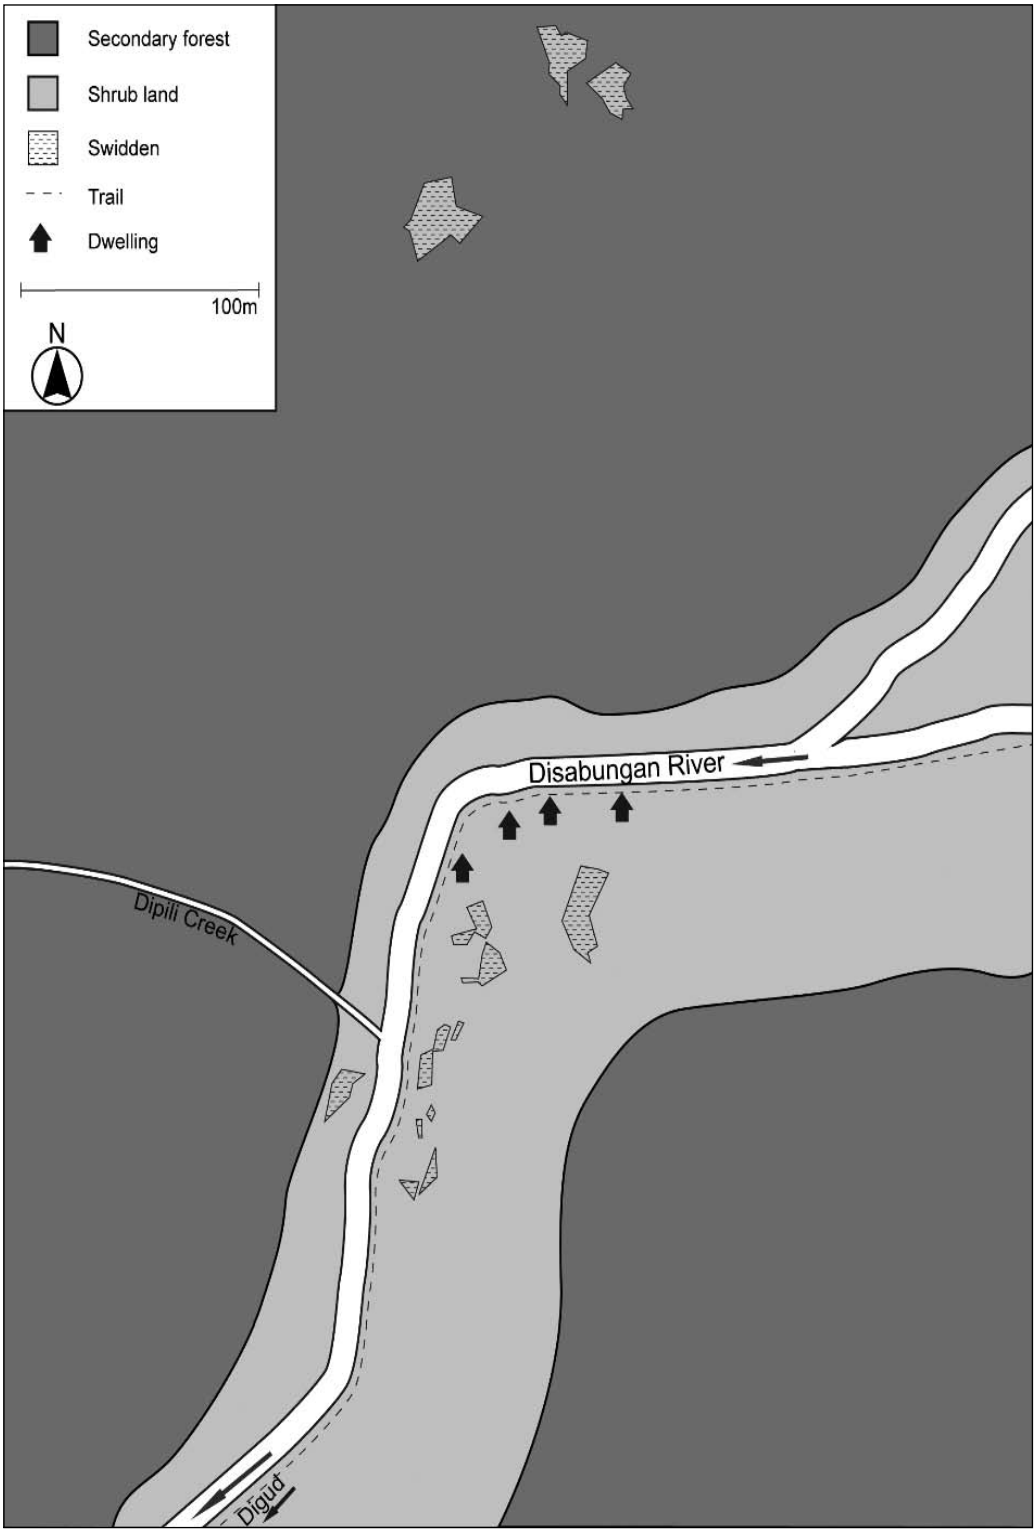 Secondary forest
Shrub land
Swidden
Trail
Dwelling
100m
N
Disabungan River
Dipili Creek
Digud